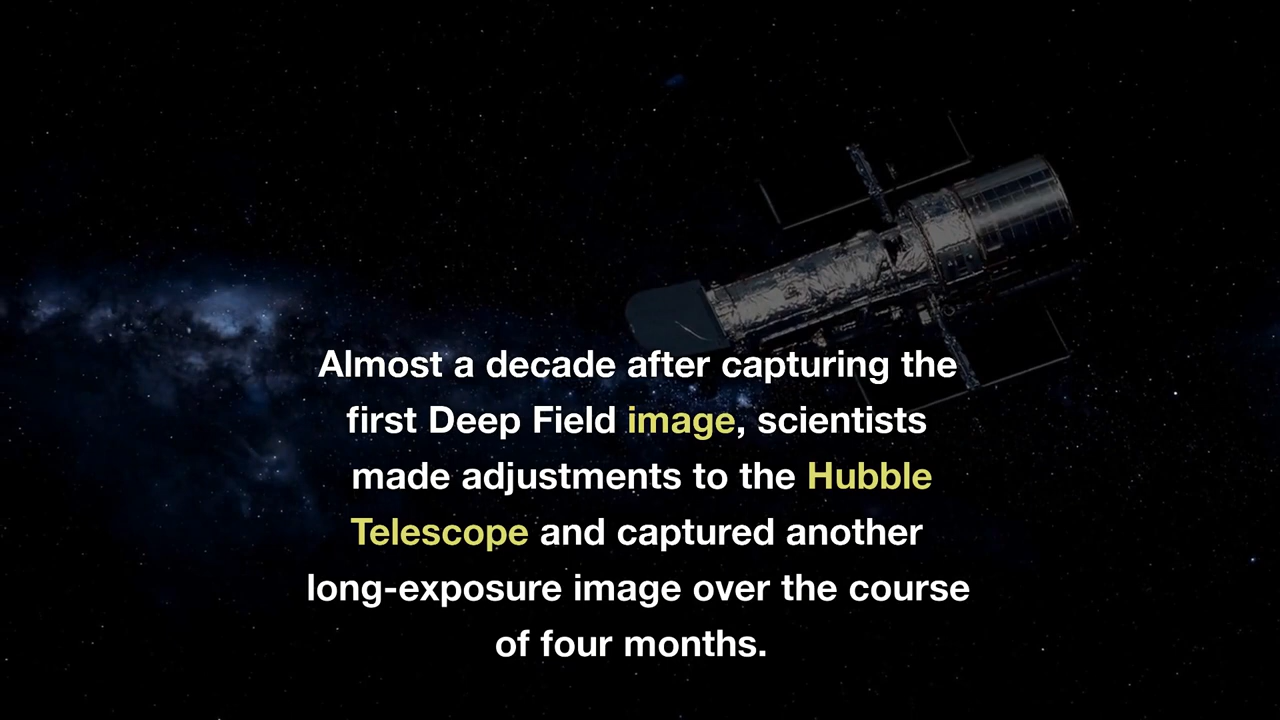 Almost a decade after capturing the
first Deep Field image, scientists
made adjustments to the Hubble
Telescope and captured another
long-exposure image over the course
of four months.